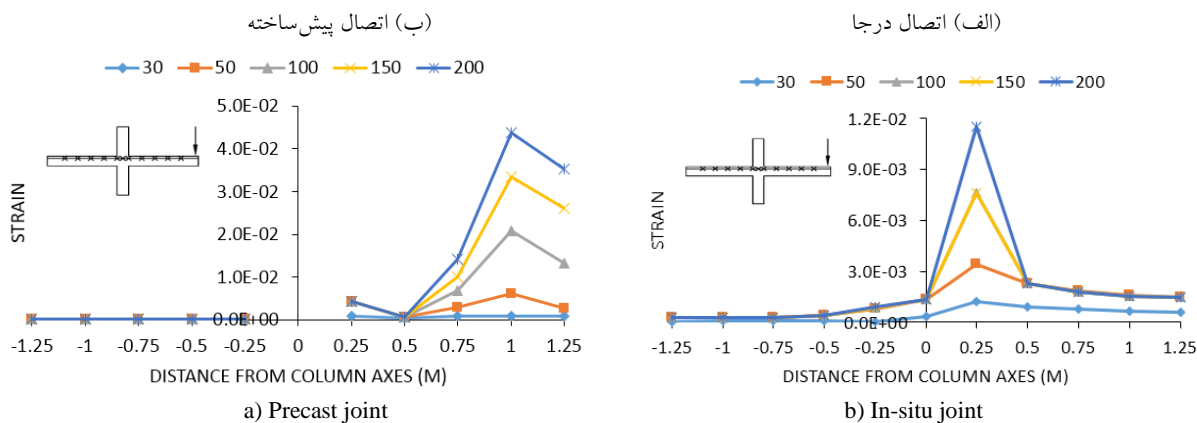 (ب) اتصال پیش‌ساخته
(الف) اتصال درجا
30 50 100 150 200
5.0E-02
4.0E-02
3.0E-02
2.0E-02
1.0E-02
0.0E+00
STRAIN
-1.25 -1 -0.75 -0.5 -0.25 0 0.25 0.5 0.75 1 1.25
DISTANCE FROM COLUMN AXES (M)
a) Precast joint
30 50 100 150 200
1.2E-02
9.0E-03
6.0E-03
3.0E-03
0.0E+00
STRAIN
-1.25 -1 -0.75 -0.5 -0.25 0 0.25 0.5 0.75 1 1.25
DISTANCE FROM COLUMN AXES (M)
b) In-situ joint